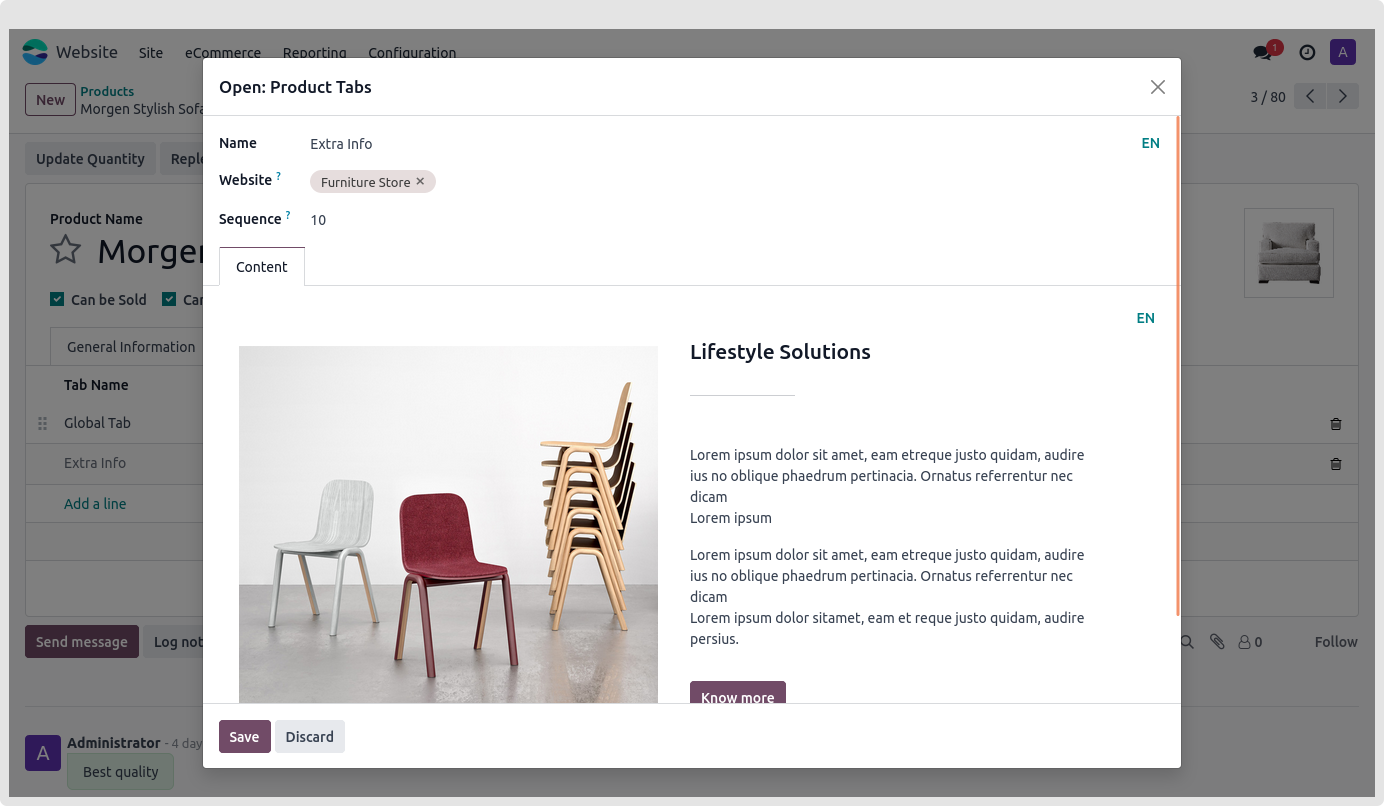 Website Site eCommerce Reporting Configuration 1 A
New Products
Morgen Stylish Sofa
3 / 80
Update Quantity
Product Name
Morgen
Can be Sold
General Information
Tab Name
Global Tab
Extra Info
Add a line
Send message Log not
0 Follow
A Administrator - 4 day
Best quality
Open: Product Tabs
Name Extra Info EN
Website ? Furniture Store ×
Sequence ? 10
Content
EN
Lifestyle Solutions
Lorem ipsum dolor sit amet, eam etreque justo quidam, audire
ius no oblique phaedrum pertinacia. Ornatus referrentur nec
dicam
Lorem ipsum
Lorem ipsum dolor sit amet, eam etreque justo quidam, audire
ius no oblique phaedrum pertinacia. Ornatus referrentur nec
dicam
Lorem ipsum dolor sitamet, eam et reque justo quidam, audire
persius.
Know more
Save Discard